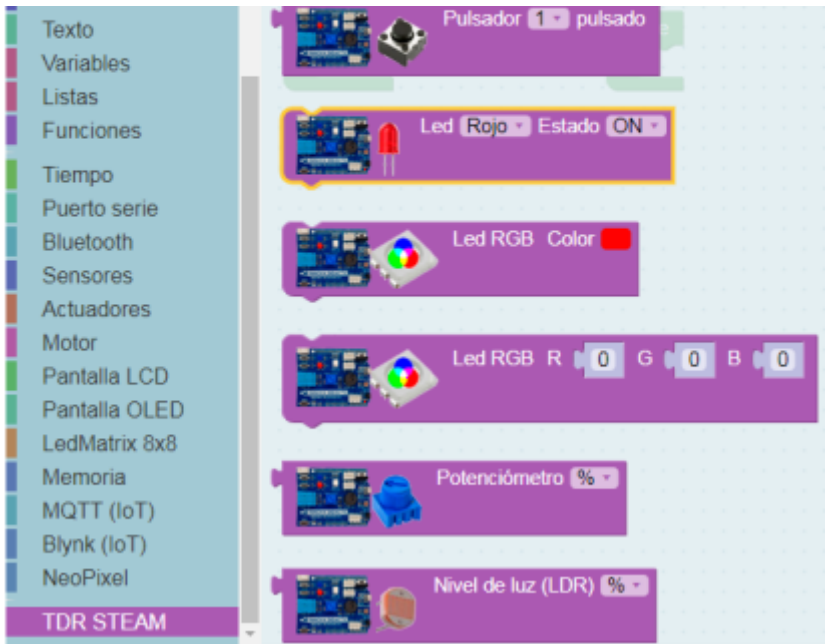 Texto
Variables
Listas
Funciones
Tiempo
Puerto serie
Bluetooth
Sensores
Actuadores
Motor
Pantalla LCD
Pantalla OLED
LedMatrix 8x8
Memoria
MQTT (IoT)
Blynk (IoT)
NeoPixel
TDR STEAM
Pulsador 1 pulsado
Led Rojo Estado ON
Led RGB Color
Led RGB R 0 G 0 B 0
Potenciómetro %
Nivel de luz (LDR) %